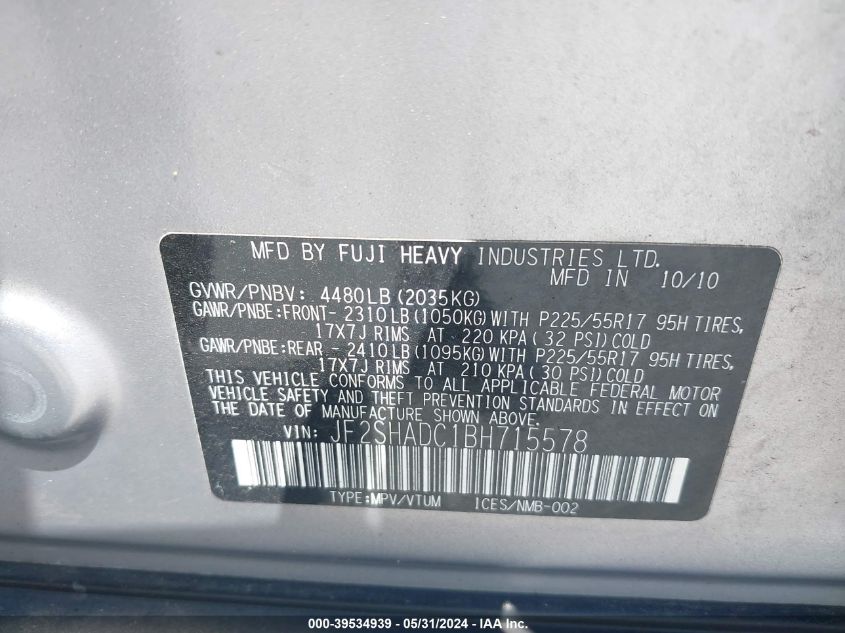 MFD BY FUJI HEAVY INDUSTRIES LTD.
MFD IN 10/10
GVWR/PNBV: 4480LB(2035KG)
GAWR/PNBE:FRONT- 2310LB(1050KG)WITH P225/55R17 95H TIRES,
17X7J RIMS AT 220 KPA( 32 PSI)COLD
GAWR/PNBE:REAR - 2410LB(1095KG)WITH P225/55R17 95H TIRES,
17X7J RIMS AT 210 KPA( 30 PSI)COLD
THIS VEHICLE CONFORMS TO ALL APPLICABLE FEDERAL MOTOR
VEHICLE SAFETY AND THEFT PREVENTION STANDARDS IN EFFECT ON
THE DATE OF MANUFACTURE SHOWN ABOVE.
VIN: JF2SHADC1BH715578
TYPE:MPV/VTUM ICES/NMB-002
000-39534939 - 05/31/2024 - © IAA, Inc.